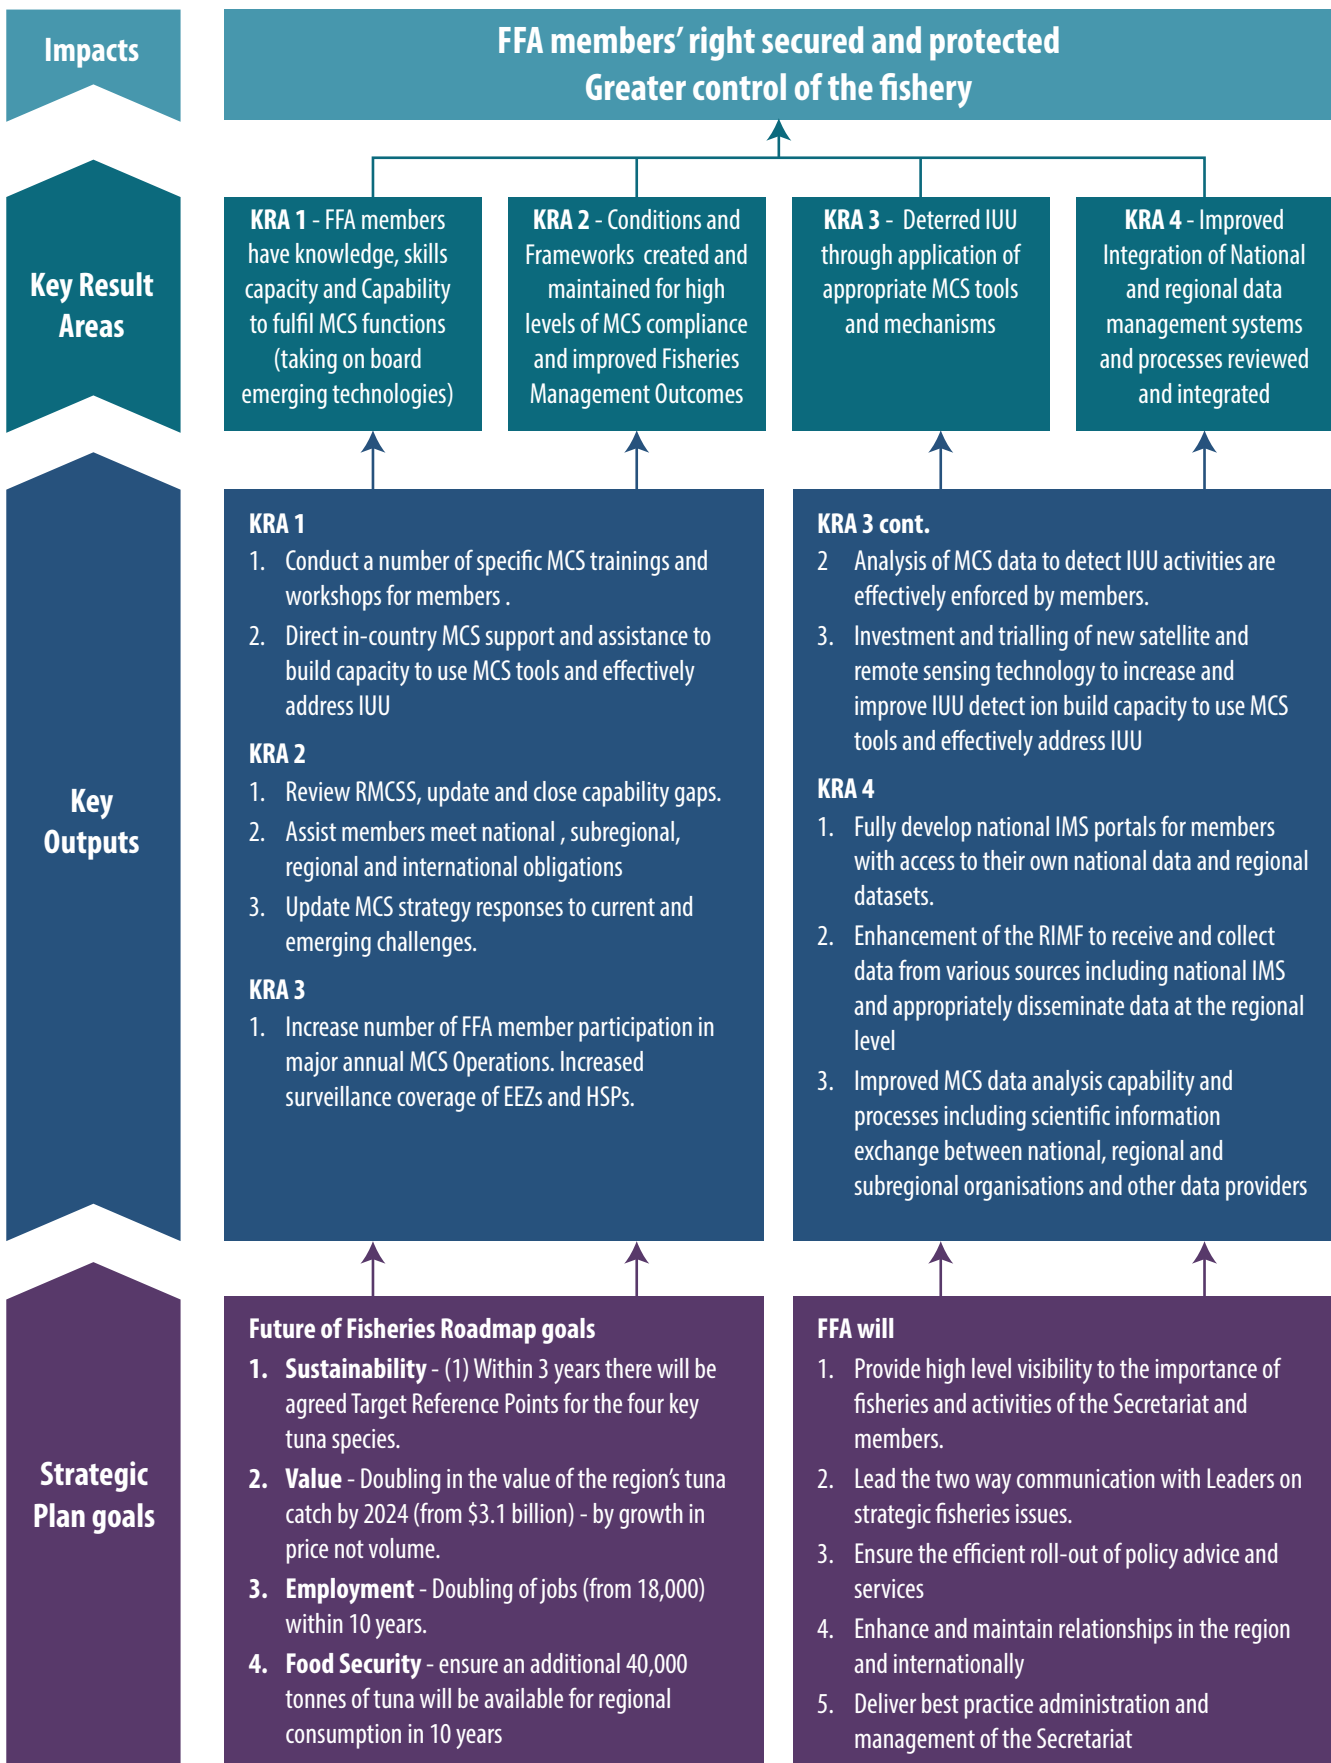 Impacts
FFA members’ right secured and protected
Greater control of the fishery
Key Result
Areas
KRA 1 - FFA members
have knowledge, skills
capacity and Capability
to fulfil MCS functions
(taking on board
emerging technologies)
KRA 2 - Conditions and
Frameworks created and
maintained for high
levels of MCS compliance
and improved Fisheries
Management Outcomes
KRA 3 - Deterred IUU
through application of
appropriate MCS tools
and mechanisms
KRA 4 - Improved
Integration of National
and regional data
management systems
and processes reviewed
and integrated
Key
Outputs
KRA 1
1. Conduct a number of specific MCS trainings and
workshops for members .
2. Direct in-country MCS support and assistance to
build capacity to use MCS tools and effectively
address IUU
KRA 2
1. Review RMCSS, update and close capability gaps.
2. Assist members meet national , subregional,
regional and international obligations
3. Update MCS strategy responses to current and
emerging challenges.
KRA 3
1. Increase number of FFA member participation in
major annual MCS Operations. Increased
surveillance coverage of EEZs and HSPs.
KRA 3 cont.
2 Analysis of MCS data to detect IUU activities are
effectively enforced by members.
3. Investment and trialling of new satellite and
remote sensing technology to increase and
improve IUU detect ion build capacity to use MCS
tools and effectively address IUU
KRA 4
1. Fully develop national IMS portals for members
with access to their own national data and regional
datasets.
2. Enhancement of the RIMF to receive and collect
data from various sources including national IMS
and appropriately disseminate data at the regional
level
3. Improved MCS data analysis capability and
processes including scientific information
exchange between national, regional and
subregional organisations and other data providers
Strategic
Plan goals
Future of Fisheries Roadmap goals
1. Sustainability - (1) Within 3 years there will be
agreed Target Reference Points for the four key
tuna species.
2. Value - Doubling in the value of the region’s tuna
catch by 2024 (from $3.1 billion) - by growth in
price not volume.
3. Employment - Doubling of jobs (from 18,000)
within 10 years.
4. Food Security - ensure an additional 40,000
tonnes of tuna will be available for regional
consumption in 10 years
FFA will
1. Provide high level visibility to the importance of
fisheries and activities of the Secretariat and
members.
2. Lead the two way communication with Leaders on
strategic fisheries issues.
3. Ensure the efficient roll-out of policy advice and
services
4. Enhance and maintain relationships in the region
and internationally
5. Deliver best practice administration and
management of the Secretariat